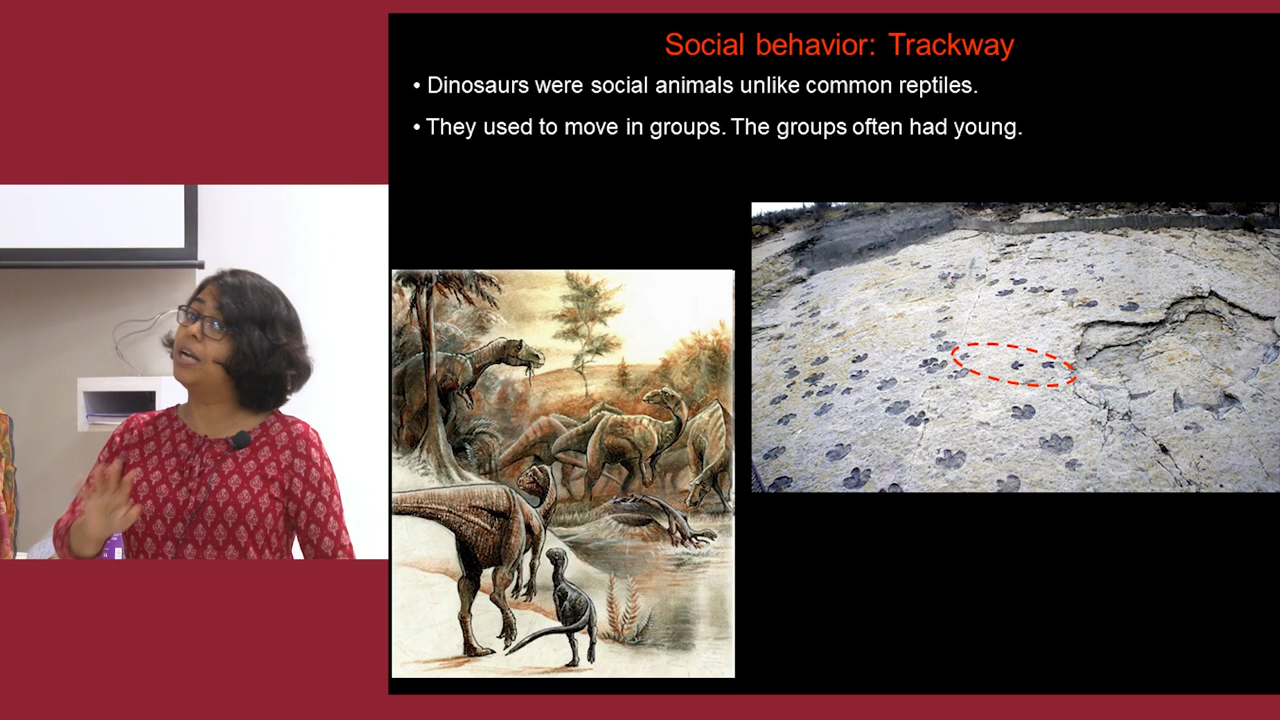 Social behavior: Trackway
• Dinosaurs were social animals unlike common reptiles.
• They used to move in groups. The groups often had young.